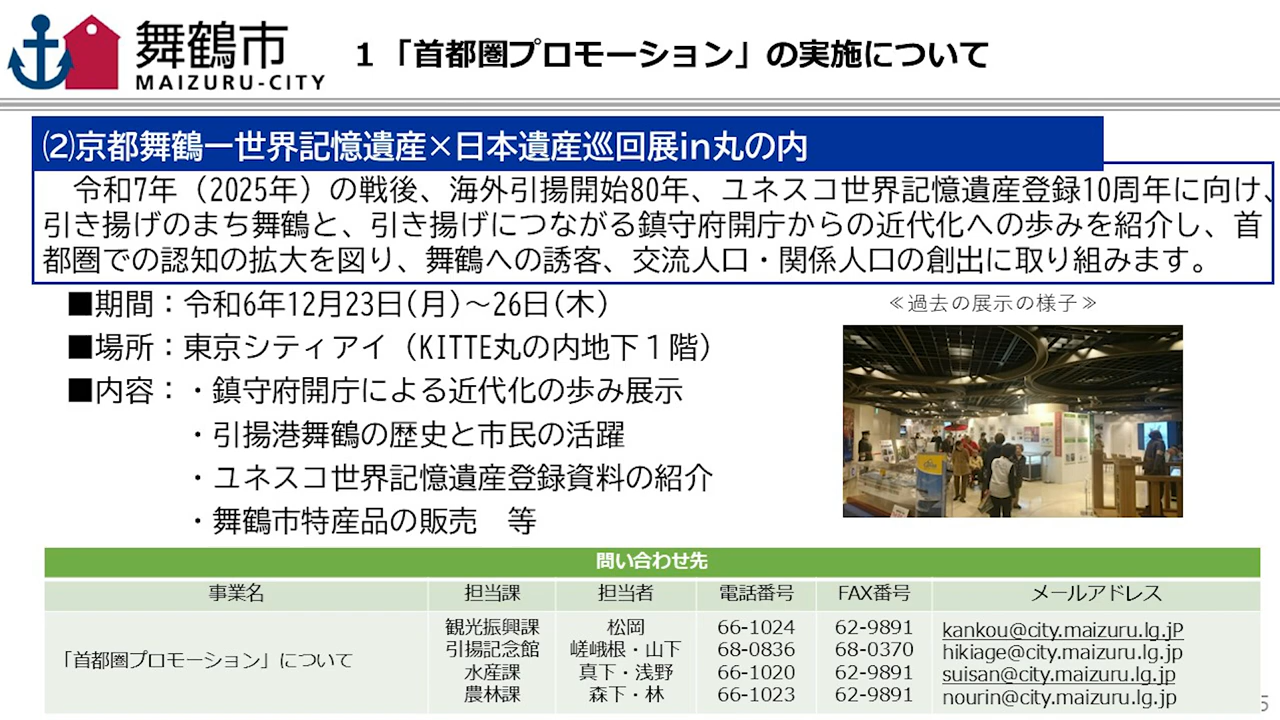 舞鶴市
MAIZURU-CITY
1「首都圏プロモーション」の実施について
⑵京都舞鶴ー世界記憶遺産×日本遺産巡回展in丸の内
令和7年（2025年）の戦後、海外引揚開始80年、ユネスコ世界記憶遺産登録10周年に向け、
引き揚げのまち舞鶴と、引き揚げにつながる鎮守府開庁からの近代化への歩みを紹介し、首
都圏での認知の拡大を図り、舞鶴への誘客、交流人口・関係人口の創出に取り組みます。
■期間：令和6年12月23日(月)～26日(木)
≪過去の展示の様子≫
■場所：東京シティアイ（KITTE丸の内地下１階）
■内容：・鎮守府開庁による近代化の歩み展示
・引揚港舞鶴の歴史と市民の活躍
・ユネスコ世界記憶遺産登録資料の紹介
・舞鶴市特産品の販売　等
問い合わせ先
事業名 担当課 担当者 電話番号 FAX番号 メールアドレス
「首都圏プロモーション」について
観光振興課 松岡 66-1024 62-9891 kankou@city.maizuru.lg.jP
引揚記念館 嵯峨根・山下 68-0836 68-0370 hikiage@city.maizuru.lg.jp
水産課 真下・浅野 66-1020 62-9891 suisan@city.maizuru.lg.jp
農林課 森下・林 66-1023 62-9891 nourin@city.maizuru.lg.jp
5